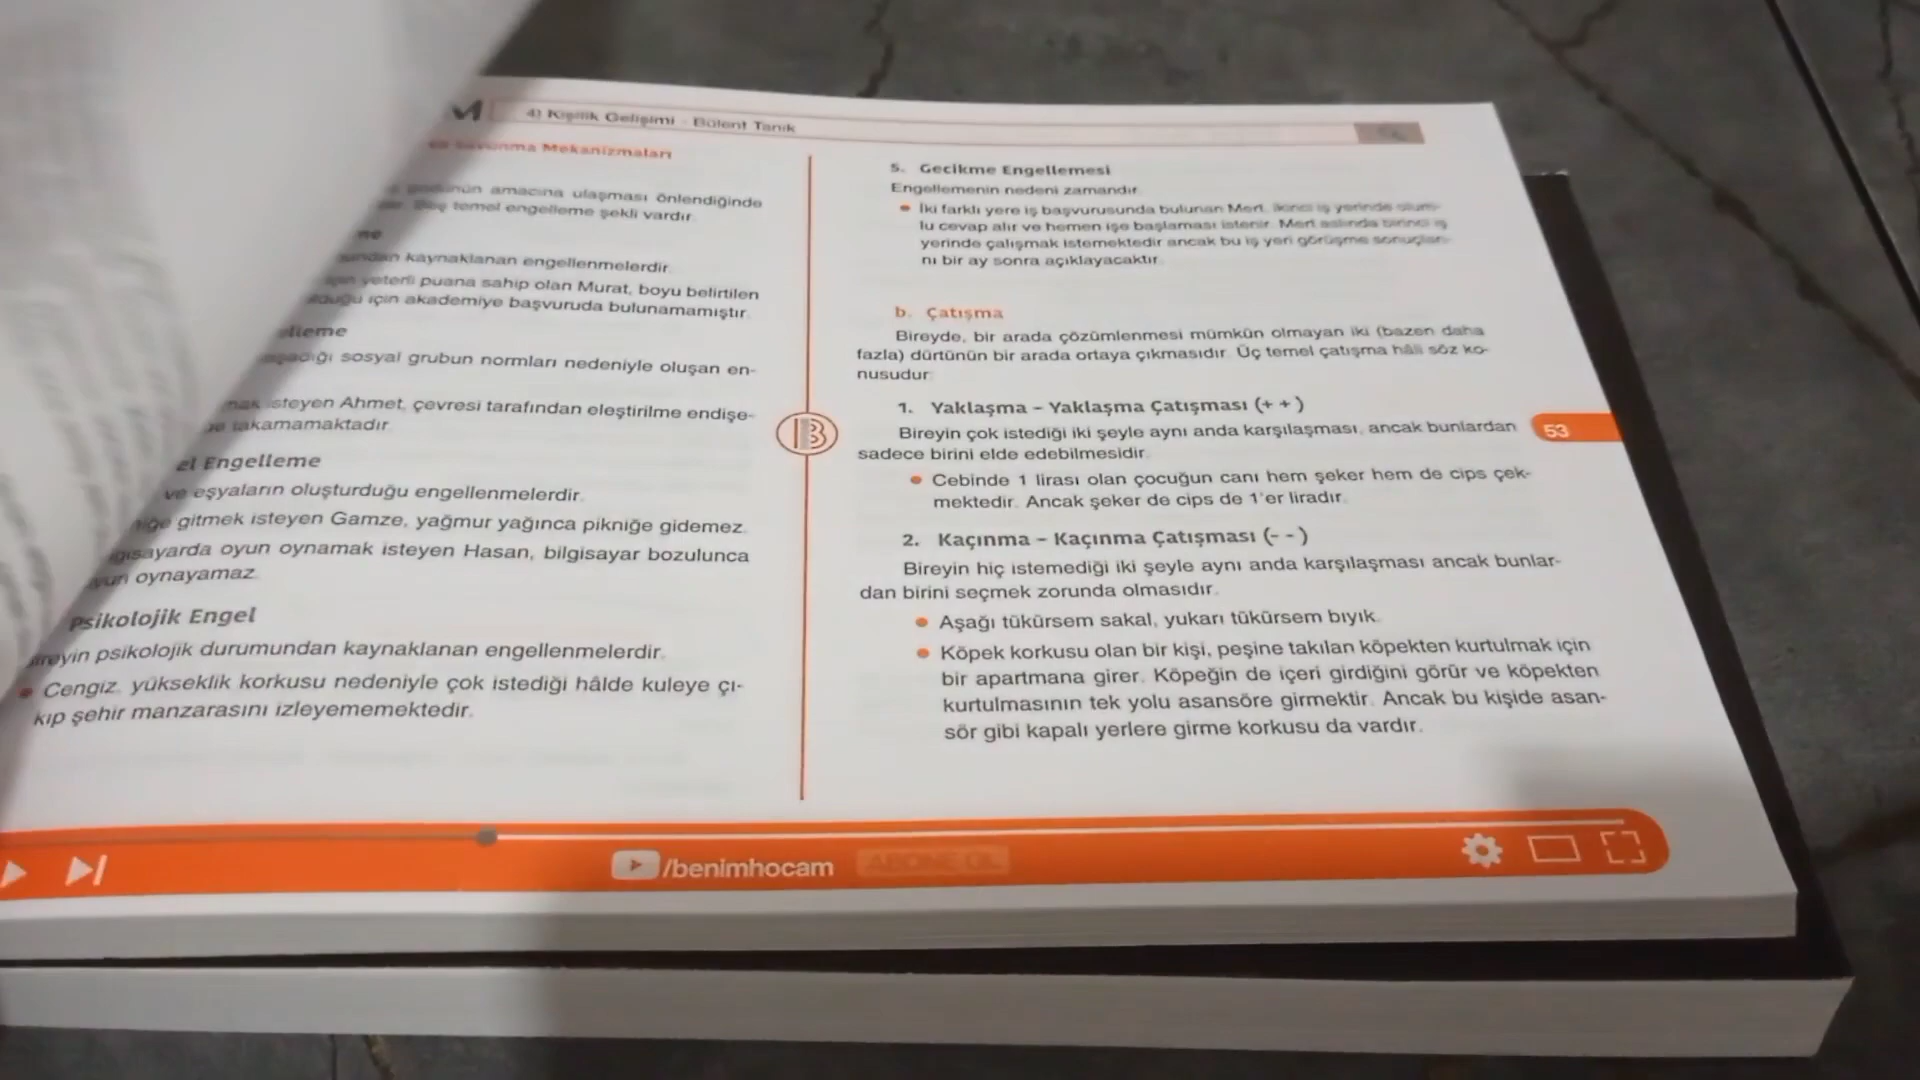 4) Kişilik Gelişimi - Bülent Tanık
Savunma Mekanizmaları
amacına ulaşması önlendiğinde
temel engelleme şekli vardır.
kaynaklanan engellenmelerdir.
yeterli puana sahip olan Murat, boyu belirtilen
için akademiye başvuruda bulunamamıştır.
sosyal grubun normları nedeniyle oluşan en-
isteyen Ahmet, çevresi tarafından eleştirilme endişe-
takamamaktadır.
el Engelleme
ve eşyaların oluşturduğu engellenmelerdir.
gitmek isteyen Gamze, yağmur yağınca pikniğe gidemez.
oyun oynamak isteyen Hasan, bilgisayar bozulunca
oynayamaz.
Psikolojik Engel
psikolojik durumundan kaynaklanan engellenmelerdir.
• Cengiz, yükseklik korkusu nedeniyle çok istediği hâlde kuleye çı-
kıp şehir manzarasını izleyememektedir.
5. Gecikme Engellemesi
Engellemenin nedeni zamandır.
• İki farklı yere iş başvurusunda bulunan Mert, ikinci iş yerinde olum-
lu cevap alır ve hemen işe başlaması istenir. Mert aslında birinci iş
yerinde çalışmak istemektedir ancak bu iş yeri görüşme sonuçları-
nı bir ay sonra açıklayacaktır.
b. Çatışma
Bireyde, bir arada çözümlenmesi mümkün olmayan iki (bazen daha
fazla) dürtünün bir arada ortaya çıkmasıdır. Üç temel çatışma hâli söz ko-
nusudur:
1. Yaklaşma - Yaklaşma Çatışması (+ +)
Bireyin çok istediği iki şeyle aynı anda karşılaşması, ancak bunlardan
sadece birini elde edebilmesidir.
• Cebinde 1 lirası olan çocuğun canı hem şeker hem de cips çek-
mektedir. Ancak şeker de cips de 1'er liradır.
2. Kaçınma - Kaçınma Çatışması (- -)
Bireyin hiç istemediği iki şeyle aynı anda karşılaşması ancak bunlar-
dan birini seçmek zorunda olmasıdır.
• Aşağı tükürsem sakal, yukarı tükürsem bıyık.
• Köpek korkusu olan bir kişi, peşine takılan köpekten kurtulmak için
bir apartmana girer. Köpeğin de içeri girdiğini görür ve köpekten
kurtulmasının tek yolu asansöre girmektir. Ancak bu kişide asan-
sör gibi kapalı yerlere girme korkusu da vardır.
53
/benimhocam
ABONE OL